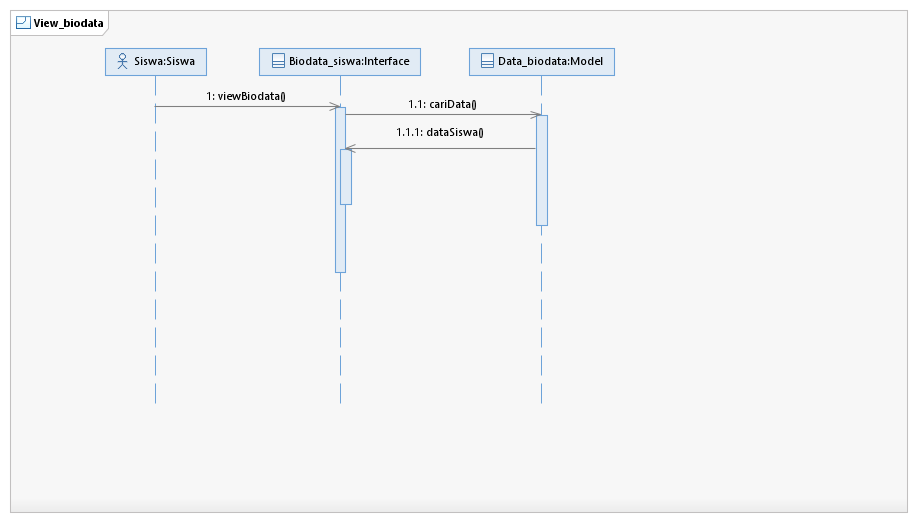 View_biodata
Siswa:Siswa
Biodata_siswa:Interface
Data_biodata:Model
1: viewBiodata()
1.1: cariData()
1.1.1: dataSiswa()